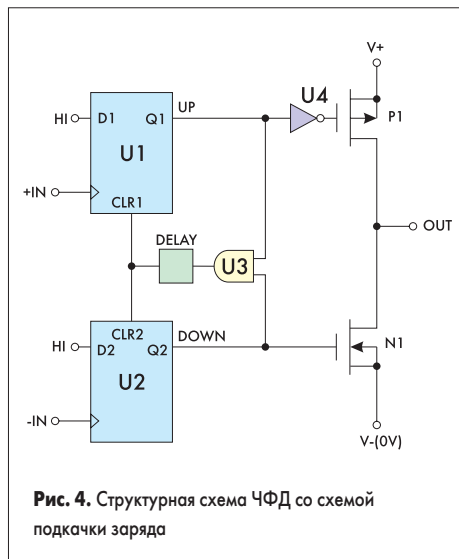 V+
U4
UP
HI
D1
Q1
P1
U1
+IN
CLR1
DELAY
OUT
U3
CLR2
DOWN
HI
D2
Q2
N1
U2
-IN
V-(0V)
Рис. 4. Структурная схема ЧФД со схемой
подкачки заряда